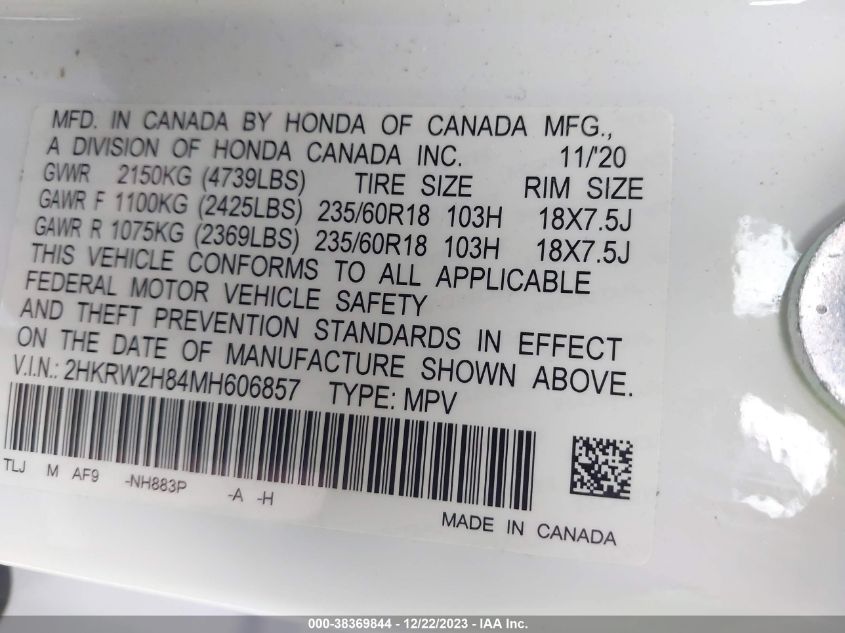 MFD. IN CANADA BY HONDA OF CANADA MFG.,
A DIVISION OF HONDA CANADA INC. 11/'20
GVWR 2150KG (4739LBS) TIRE SIZE RIM SIZE
GAWR F 1100KG (2425LBS) 235/60R18 103H 18X7.5J
GAWR R 1075KG (2369LBS) 235/60R18 103H 18X7.5J
THIS VEHICLE CONFORMS TO ALL APPLICABLE
FEDERAL MOTOR VEHICLE SAFETY
AND THEFT PREVENTION STANDARDS IN EFFECT
ON THE DATE OF MANUFACTURE SHOWN ABOVE.
V.I.N.: 2HKRW2H84MH606857 TYPE: MPV
TLJ M AF9 -NH883P -A -H
MADE IN CANADA
000-38369844 - 12/22/2023 - IAA Inc.